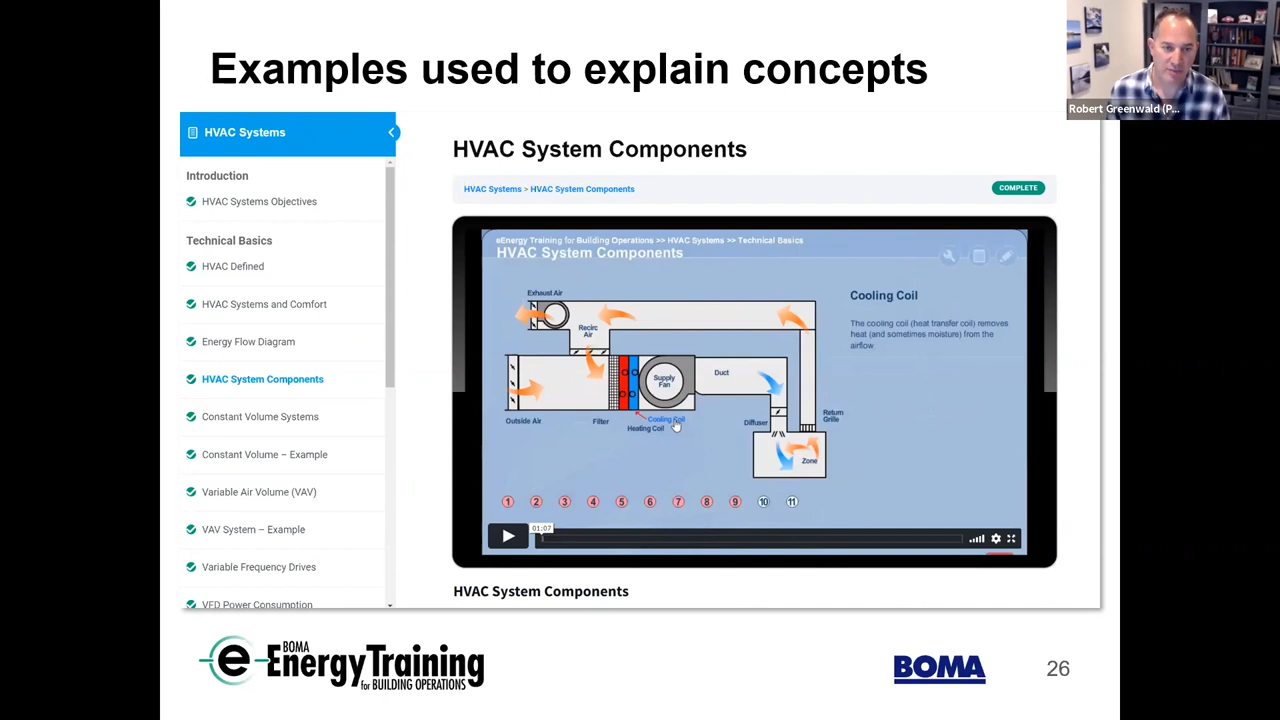 Examples used to explain concepts
Robert Greenwald (P...
HVAC Systems
Introduction
HVAC Systems Objectives
Technical Basics
HVAC Defined
HVAC Systems and Comfort
Energy Flow Diagram
HVAC System Components
Constant Volume Systems
Constant Volume – Example
Variable Air Volume (VAV)
VAV System – Example
Variable Frequency Drives
VFD Power Consumption
HVAC System Components
HVAC Systems > HVAC System Components
COMPLETE
eEnergy Training for Building Operations >> HVAC Systems >> Technical Basics
HVAC System Components
Exhaust Air
Recirc
Air
Supply
Fan
Duct
Outside Air
Filter
Cooling Coil
Heating Coil
Diffuser
Return
Grille
Zone
Cooling Coil
The cooling coil (heat transfer coil) removes
heat (and sometimes moisture) from the
airflow.
1 2 3 4 5 6 7 8 9 10 11
01:07
HVAC System Components
BOMA
e EnergyTraining
for BUILDING OPERATIONS
BOMA
26